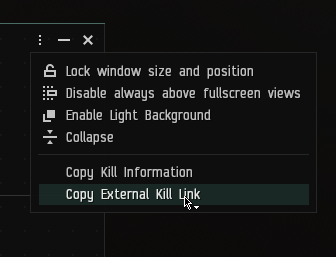 Lock window size and position
Disable always above fullscreen views
Enable Light Background
Collapse
Copy Kill Information
Copy External Kill Link